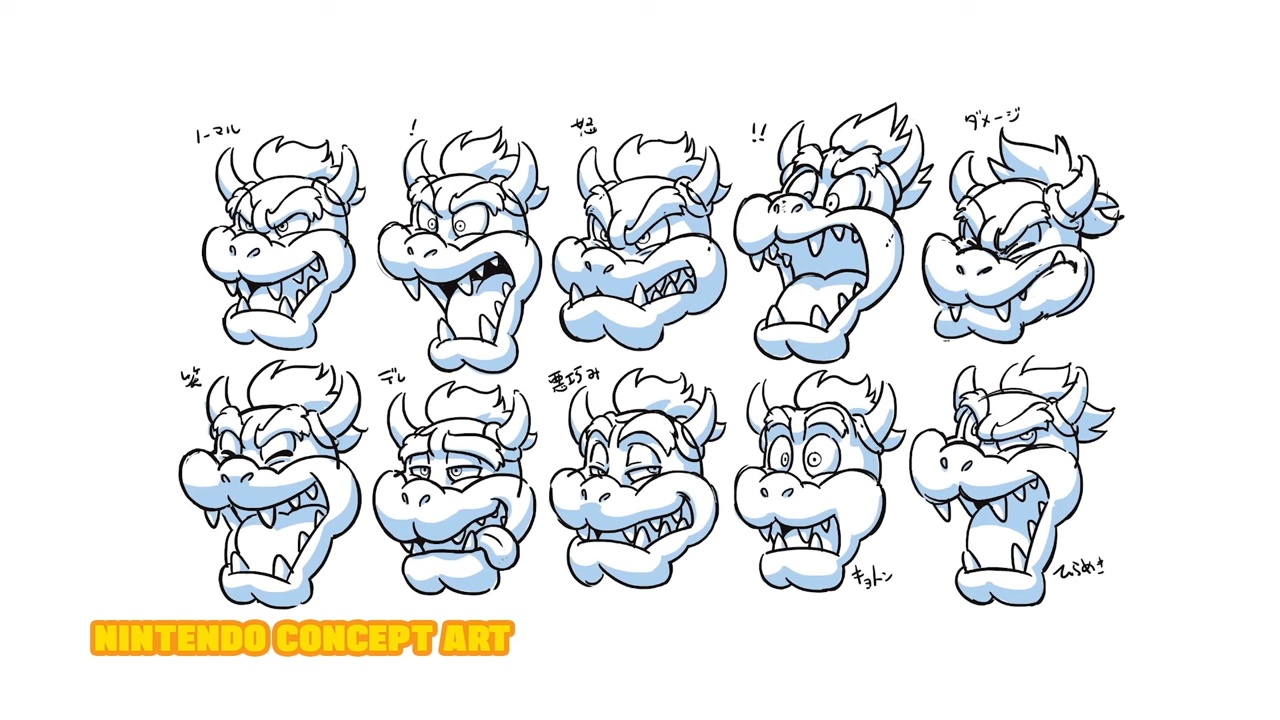 ノーマル
!
怒
!!
ダメージ
笑
デレ
悪巧み
キョトン
ひらめき
NINTENDO CONCEPT ART